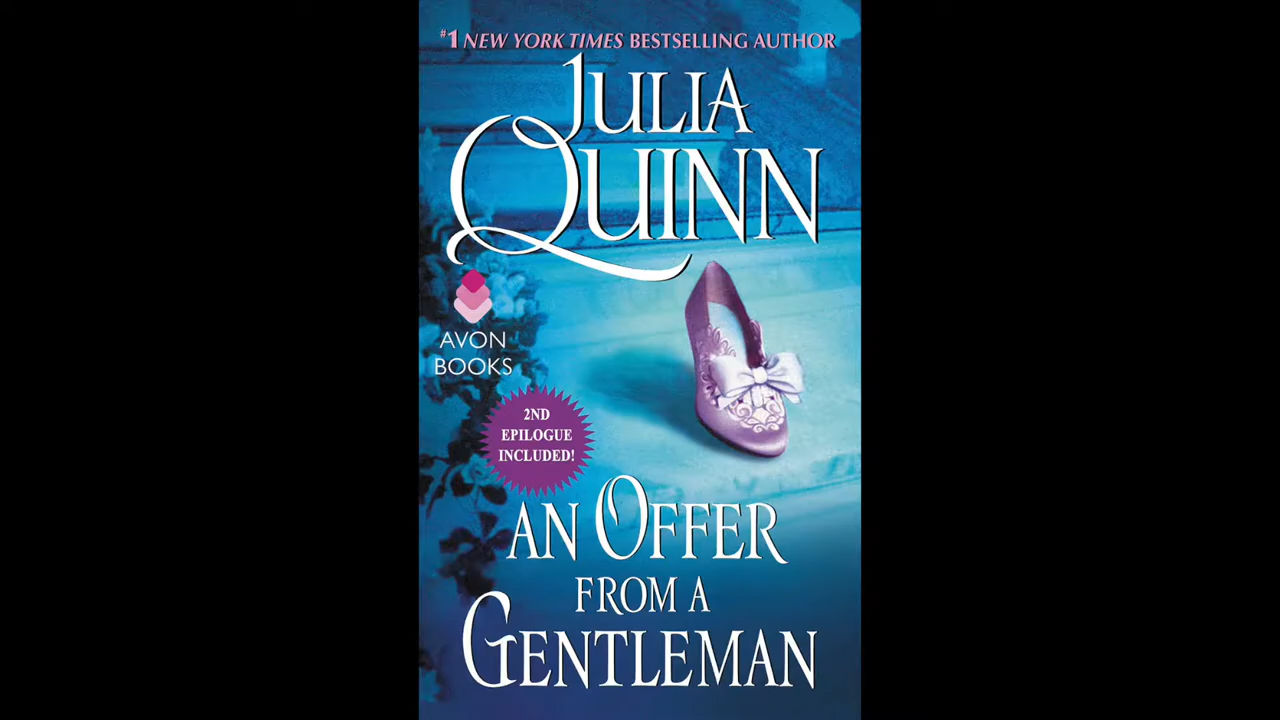 #1 NEW YORK TIMES BESTSELLING AUTHOR
JULIA
QUINN
AVON
BOOKS
2ND
EPILOGUE
INCLUDED!
AN OFFER
FROM A
GENTLEMAN